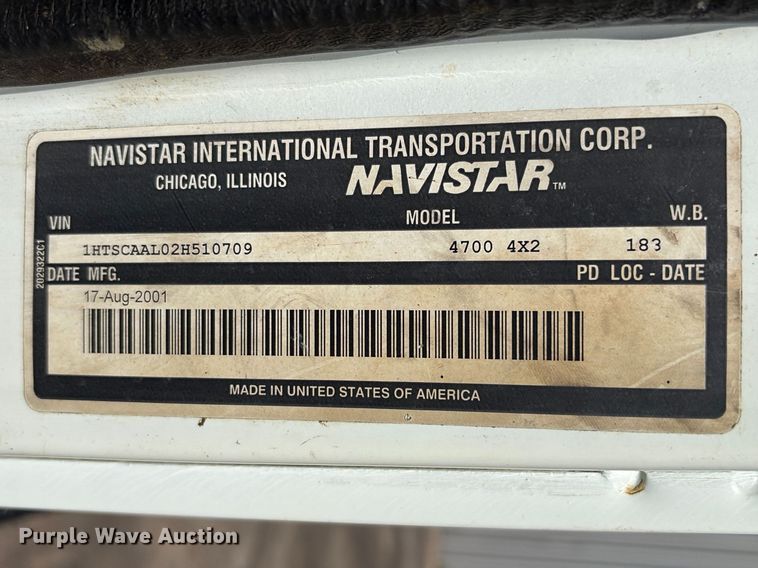 NAVISTAR INTERNATIONAL TRANSPORTATION CORP.
CHICAGO, ILLINOIS NAVISTAR TM
VIN MODEL W.B.
1HTSCAAL02H510709 4700 4X2 183
2029322C1
DATE MFG. PD LOC - DATE
17-Aug-2001
MADE IN UNITED STATES OF AMERICA
Purple Wave Auction